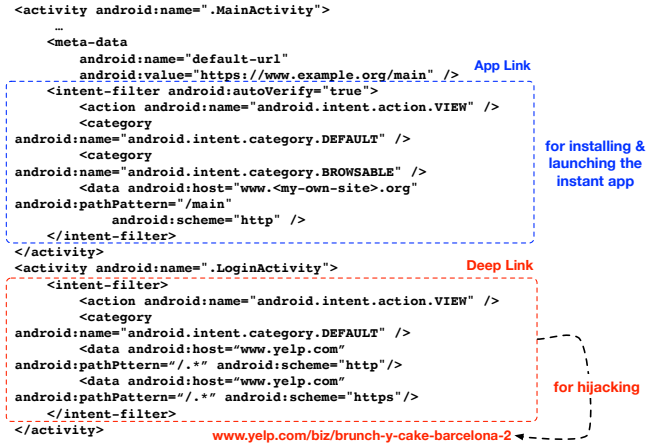 <activity android:name=".MainActivity">
…
<meta-data
android:name="default-url"
android:value="https://www.example.org/main" />
App Link
<intent-filter android:autoVerify="true">
<action android:name="android.intent.action.VIEW" />
<category
android:name="android.intent.category.DEFAULT" />
<category
android:name="android.intent.category.BROWSABLE" />
<data android:host="www.<my-own-site>.org"
android:pathPattern="/main"
android:scheme="http" />
</intent-filter>
for installing &
launching the
instant app
</activity>
<activity android:name=".LoginActivity">
Deep Link
<intent-filter>
<action android:name="android.intent.action.VIEW" />
<category
android:name="android.intent.category.DEFAULT" />
<data android:host=“www.yelp.com”
android:pathPttern=“/.*” android:scheme="http"/>
<data android:host=“www.yelp.com”
android:pathPattern=“/.*” android:scheme="https"/>
</intent-filter>
for hijacking
</activity>
www.yelp.com/biz/brunch-y-cake-barcelona-2